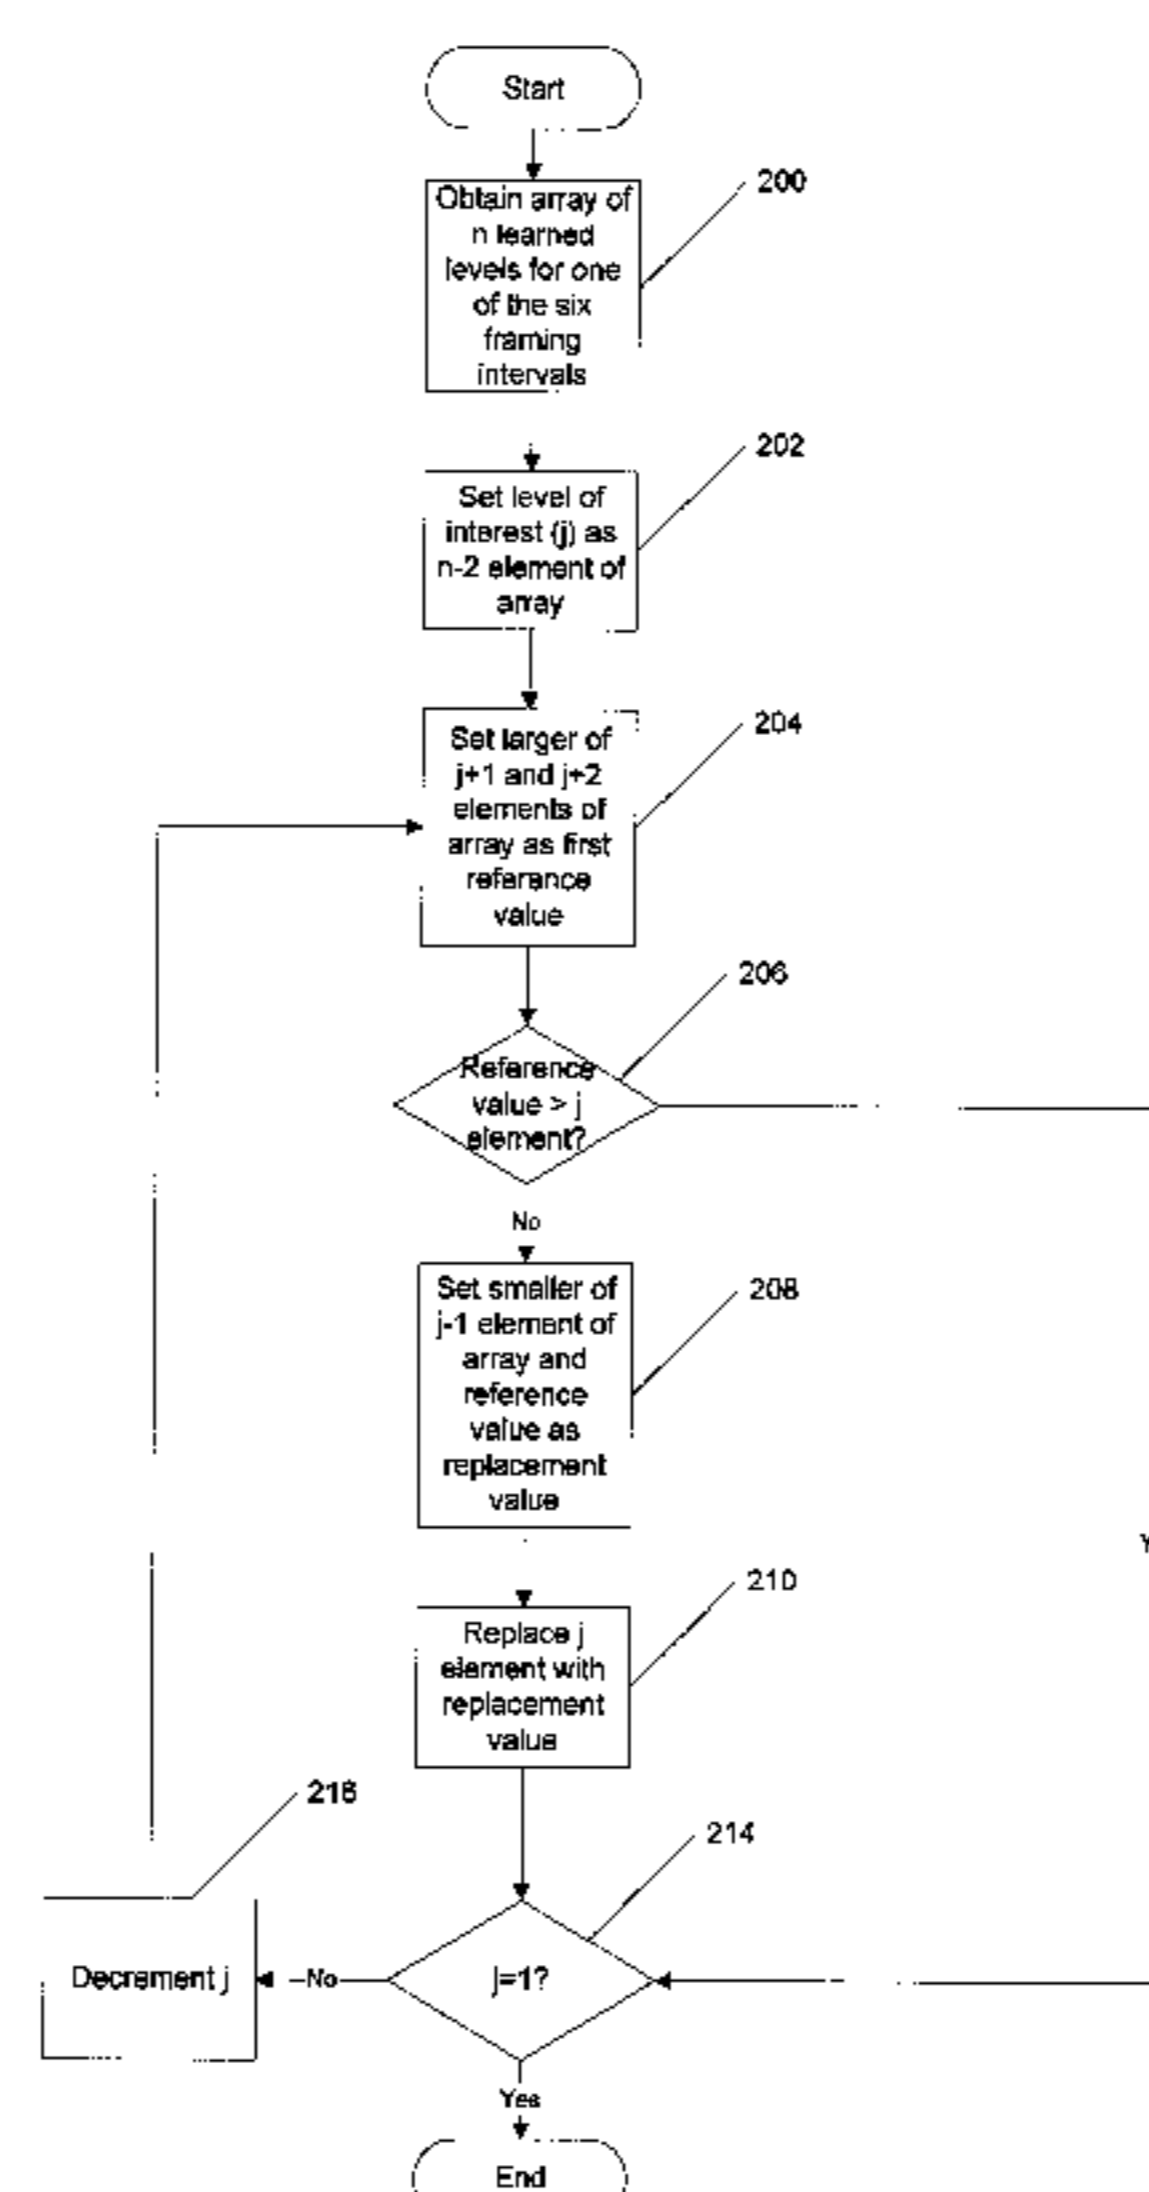 Start
200
Obtain array of
n learned
levels for one
of the six
framing
intervals
202
Set level of
interest (j) as
n-2 element of
array
204
Set larger of
j+1 and j+2
elements of
array as first
reference
value
206
Reference
value > j
element?
No
208
Set smaller of
j-1 element of
array and
reference
value as
replacement
value
210
Replace j
element with
replacement
value
216
214
Decrement j
No
j=1?
Yes
End